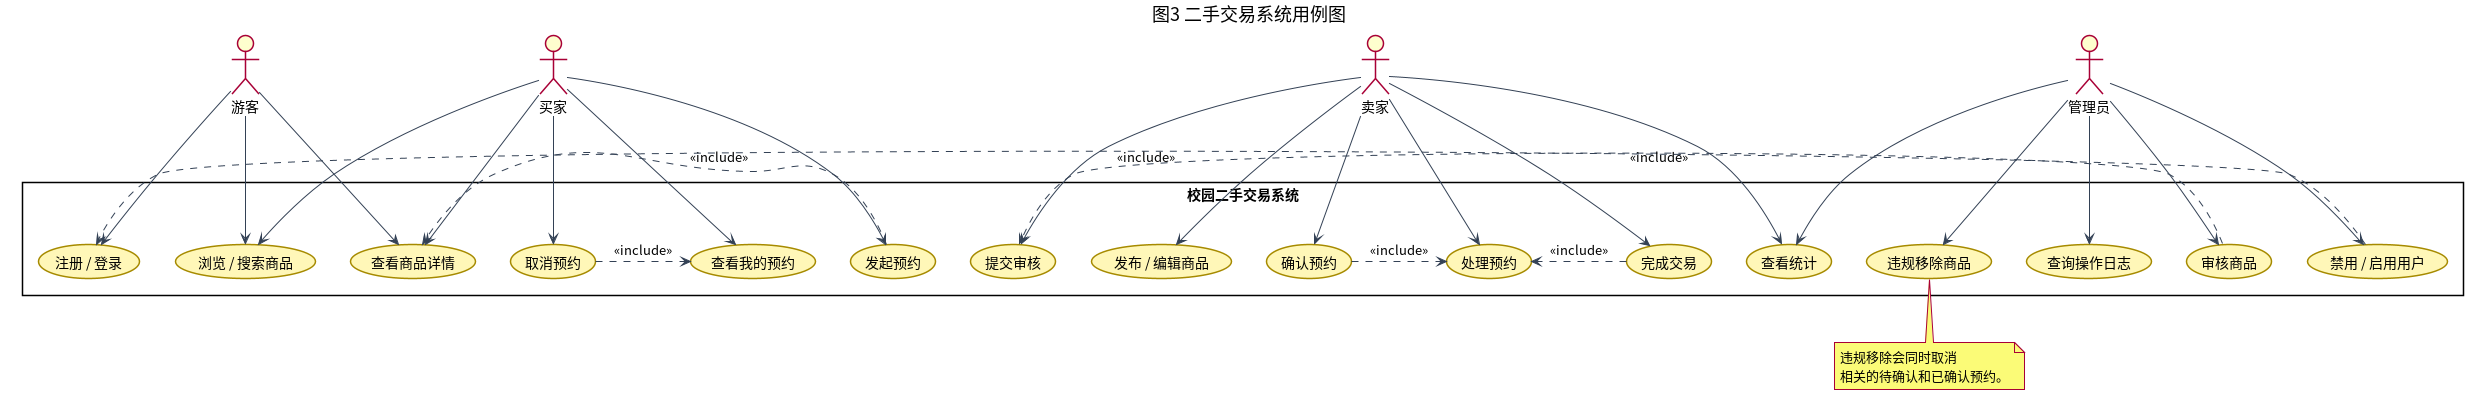 图3 二手交易系统用例图
游客
买家
卖家
管理员
«include»
«include»
«include»
校园二手交易系统
«include»
«include»
«include»
注册 / 登录
浏览 / 搜索商品
查看商品详情
取消预约
查看我的预约
发起预约
提交审核
发布 / 编辑商品
确认预约
处理预约
完成交易
查看统计
违规移除商品
查询操作日志
审核商品
禁用 / 启用用户
违规移除会同时取消
相关的待确认和已确认预约。